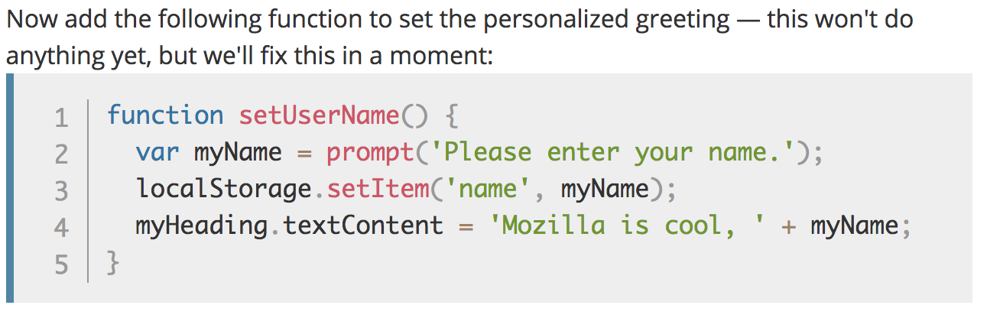 Now add the following function to set the personalized greeting — this won't do
anything yet, but we'll fix this in a moment:
1 function setUserName() {
2   var myName = prompt('Please enter your name.');
3   localStorage.setItem('name', myName);
4   myHeading.textContent = 'Mozilla is cool, ' + myName;
5 }